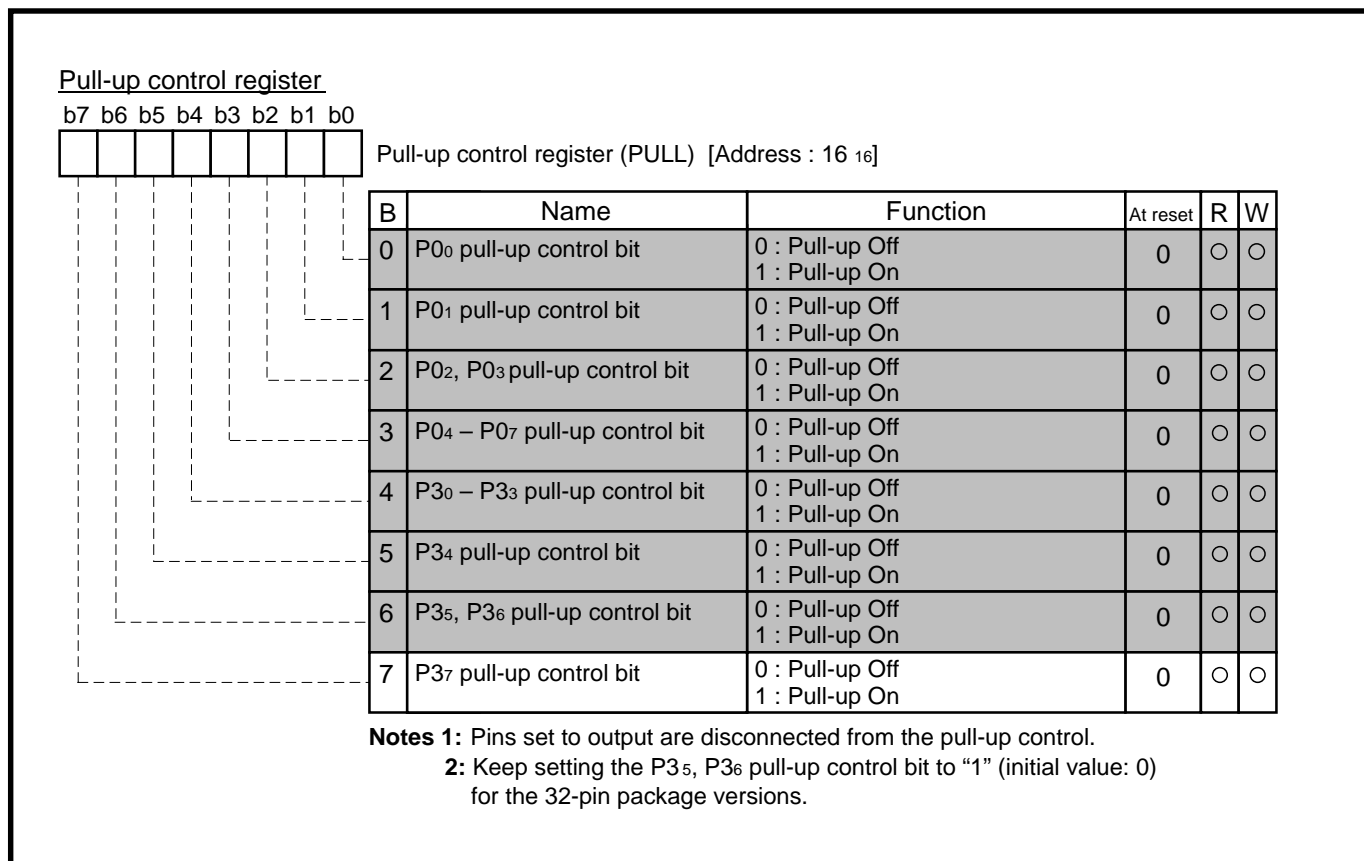 Pull-up control register
b7 b6 b5 b4 b3 b2 b1 b0
Pull-up control register (PULL) [Address : 16 16]
B Name Function At reset R W
0 P00 pull-up control bit 0 : Pull-up Off 0 ○ ○
1 : Pull-up On
1 P01 pull-up control bit 0 : Pull-up Off 0 ○ ○
1 : Pull-up On
2 P02, P03 pull-up control bit 0 : Pull-up Off 0 ○ ○
1 : Pull-up On
3 P04 – P07 pull-up control bit 0 : Pull-up Off 0 ○ ○
1 : Pull-up On
4 P30 – P33 pull-up control bit 0 : Pull-up Off 0 ○ ○
1 : Pull-up On
5 P34 pull-up control bit 0 : Pull-up Off 0 ○ ○
1 : Pull-up On
6 P35, P36 pull-up control bit 0 : Pull-up Off 0 ○ ○
1 : Pull-up On
7 P37 pull-up control bit 0 : Pull-up Off 0 ○ ○
1 : Pull-up On
Notes 1: Pins set to output are disconnected from the pull-up control.
2: Keep setting the P35, P36 pull-up control bit to “1” (initial value: 0)
for the 32-pin package versions.